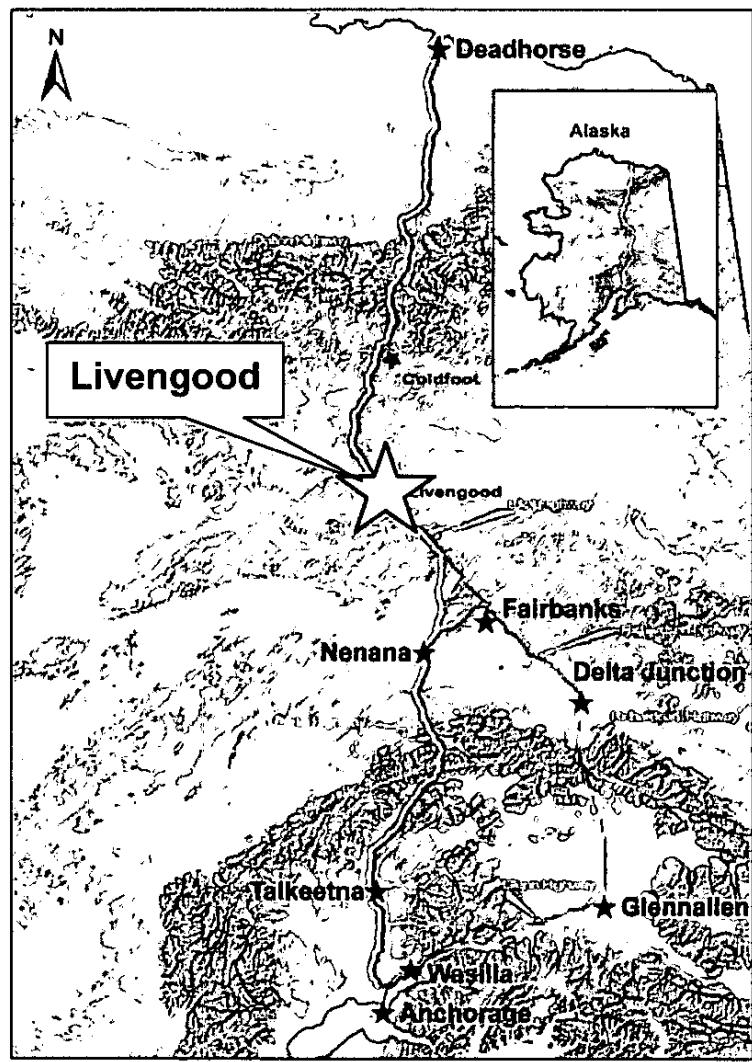 N
Deadhorse
Alaska
Livengood
Coldfoot
Livengood
Fairbanks
Nenana
Delta Junction
Talkeetna
Glennallen
Wasilla
Anchorage